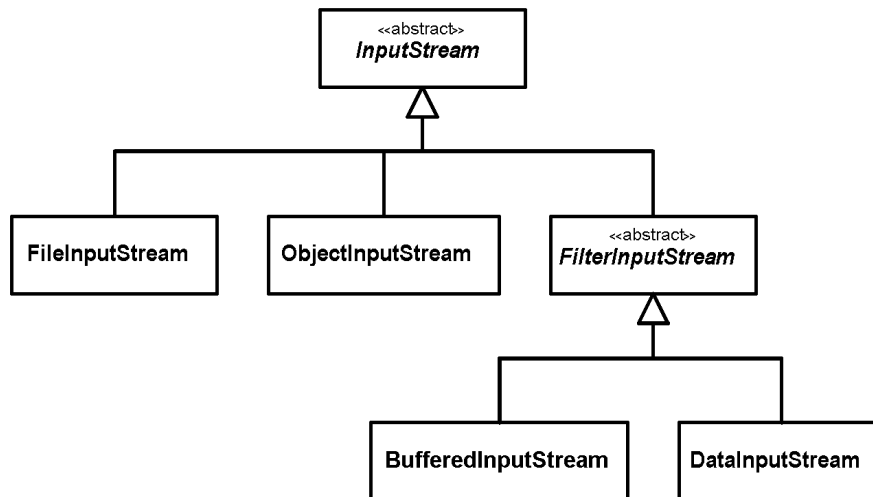 <<abstract>>
InputStream
FileInputStream
ObjectInputStream
<<abstract>>
FilterInputStream
BufferedInputStream
DataInputStream